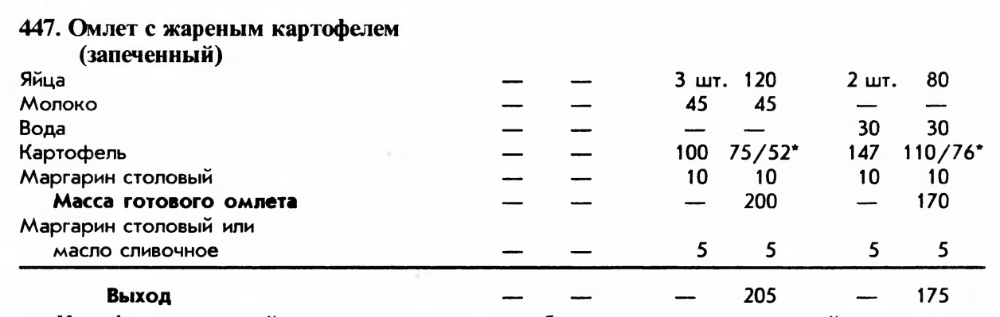 447. Омлет с жареным картофелем
(запеченный)
Яйца — — 3 шт. 120 2 шт. 80
Молоко — — 45 45 — —
Вода — — — — 30 30
Картофель — — 100 75/52* 147 110/76*
Маргарин столовый — — 10 10 10 10
Масса готового омлета — — — 200 — 170
Маргарин столовый или
масло сливочное — — 5 5 5 5
Выход — — — 205 — 175